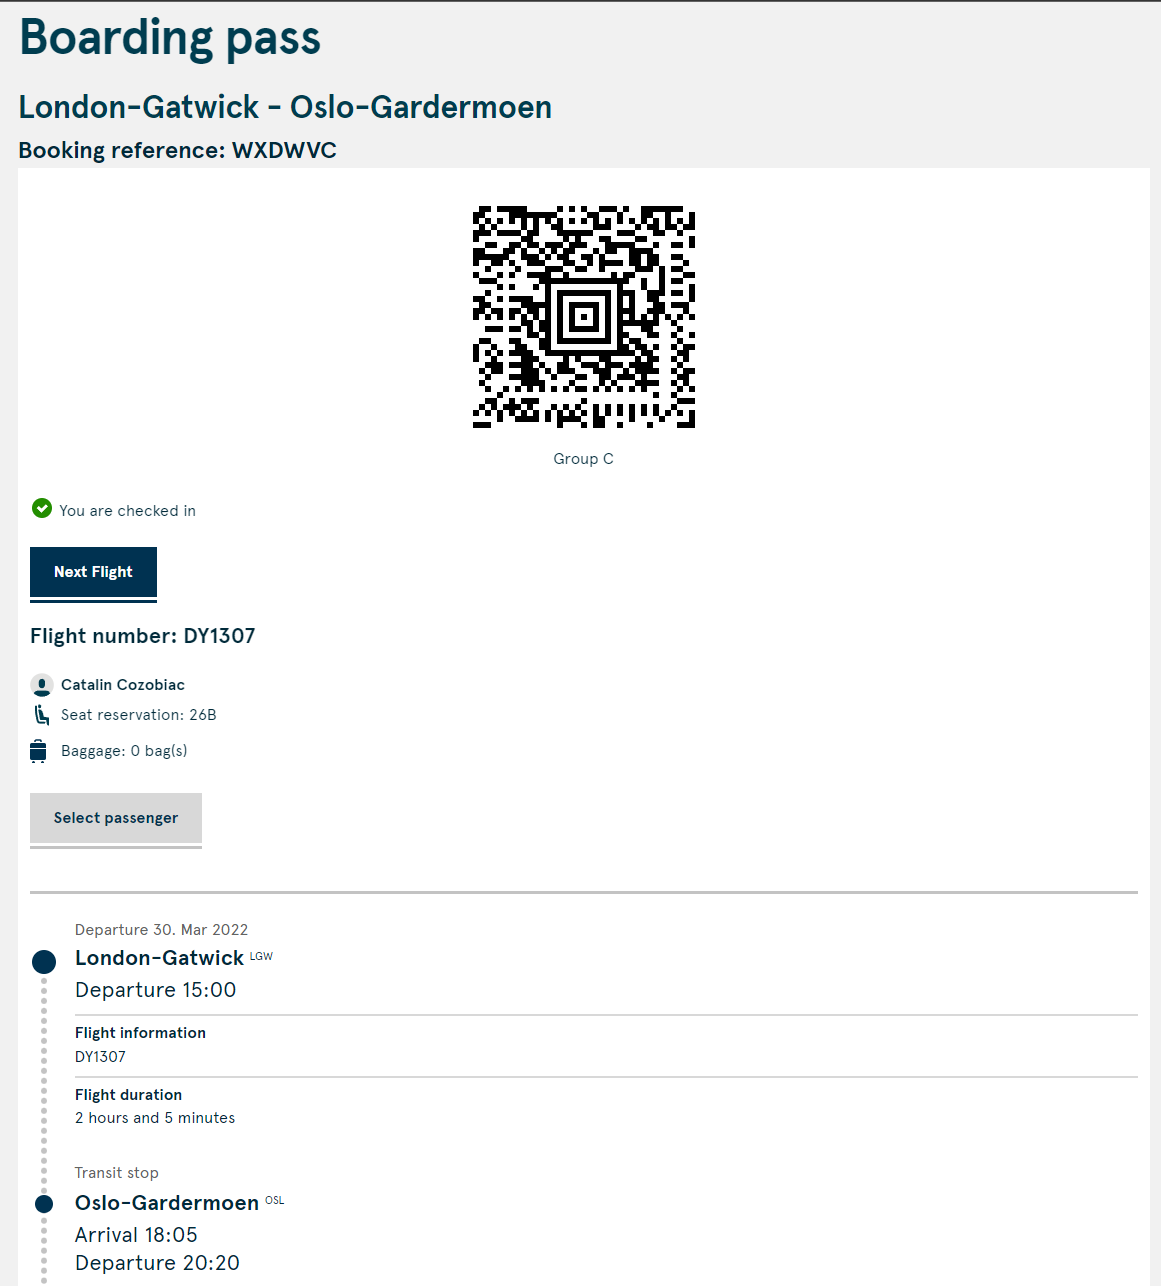 Boarding pass
London-Gatwick - Oslo-Gardermoen
Booking reference: WXDWVC
Group C
You are checked in
Next Flight
Flight number: DY1307
Catalin Cozobiac
Seat reservation: 26B
Baggage: 0 bag(s)
Select passenger
Departure 30. Mar 2022
London-Gatwick LGW
Departure 15:00
Flight information
DY1307
Flight duration
2 hours and 5 minutes
Transit stop
Oslo-Gardermoen OSL
Arrival 18:05
Departure 20:20